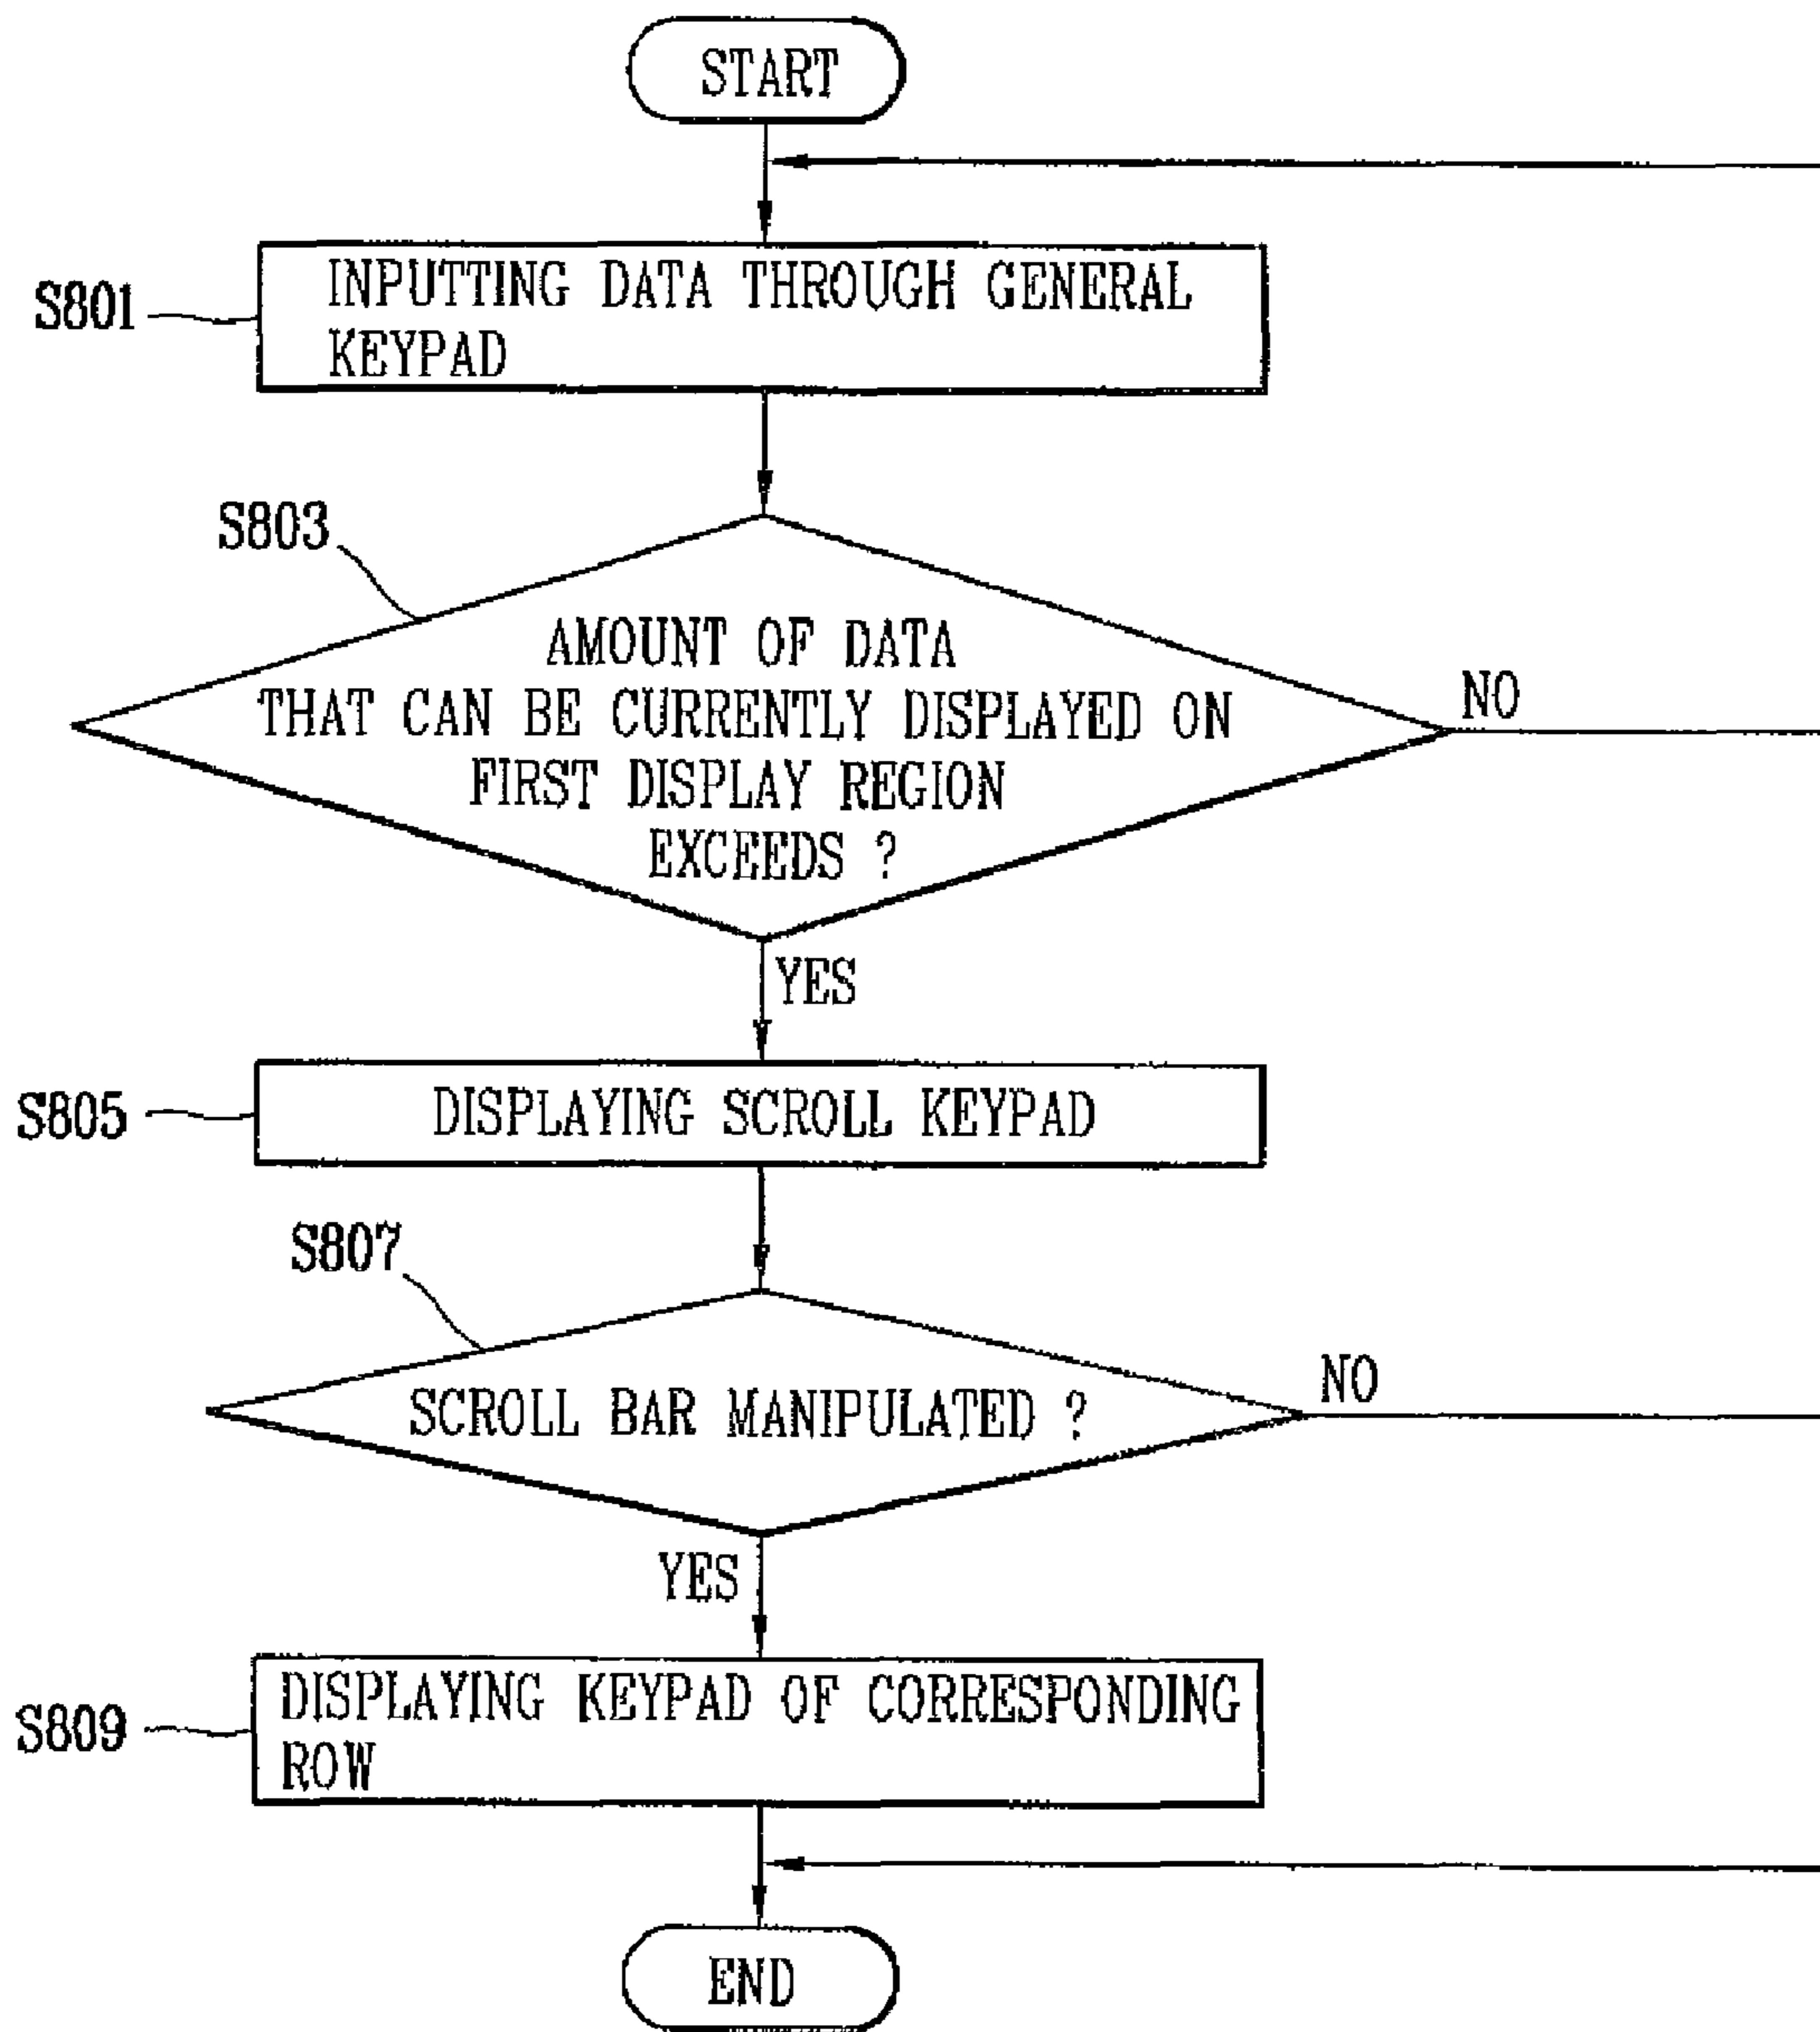 START
S801
INPUTTING DATA THROUGH GENERAL
KEYPAD
S803
AMOUNT OF DATA
THAT CAN BE CURRENTLY DISPLAYED ON
FIRST DISPLAY REGION
EXCEEDS ?
NO
YES
S805
DISPLAYING SCROLL KEYPAD
S807
SCROLL BAR MANIPULATED ?
NO
YES
S809
DISPLAYING KEYPAD OF CORRESPONDING
ROW
END